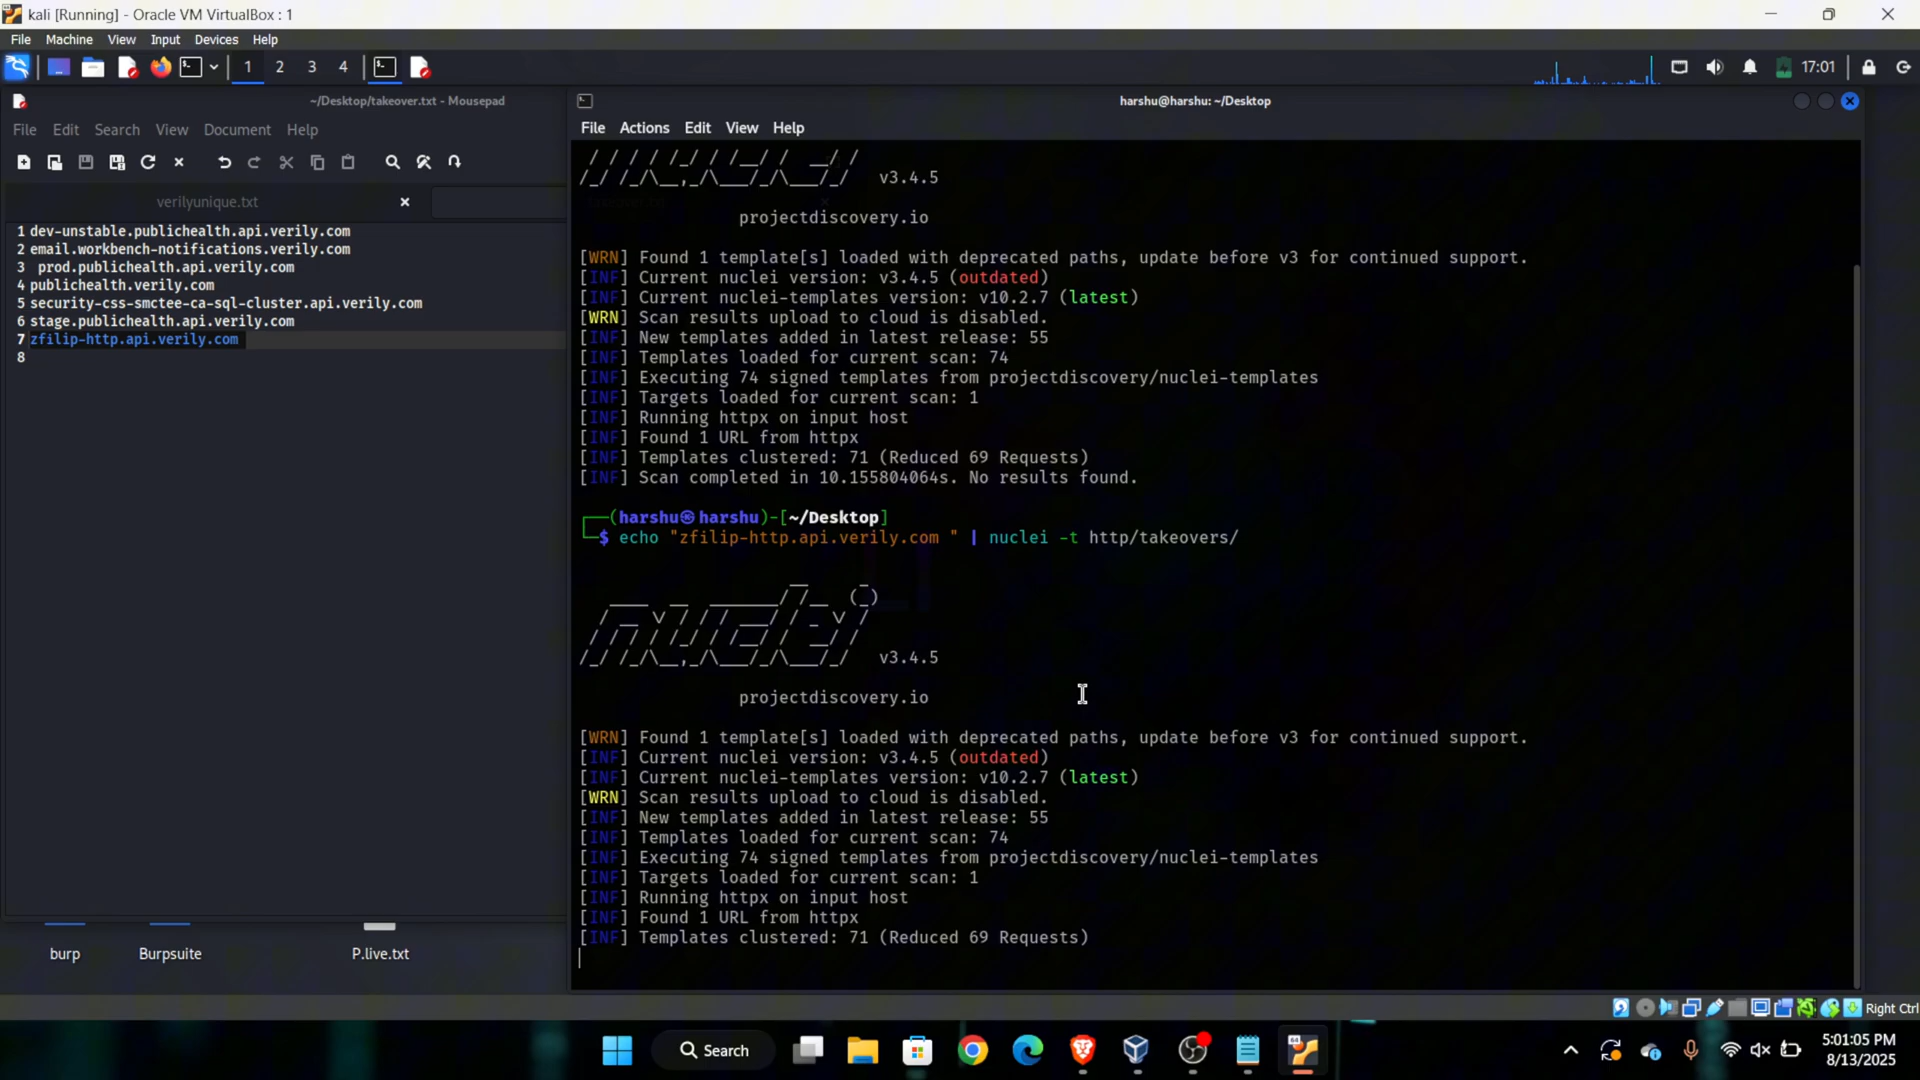 kali [Running] - Oracle VM VirtualBox : 1
File Machine View Input Devices Help
1 2 3 4
17:01
~/Desktop/takeover.txt - Mousepad
File Edit Search View Document Help
verilyunique.txt
1 dev-unstable.publichealth.api.verily.com
2 email.workbench-notifications.verily.com
3 prod.publichealth.api.verily.com
4 publichealth.verily.com
5 security-css-smctee-ca-sql-cluster.api.verily.com
6 stage.publichealth.api.verily.com
7 zfilip-http.api.verily.com
8
harshu@harshu: ~/Desktop
File Actions Edit View Help
v3.4.5
projectdiscovery.io
[WRN] Found 1 template[s] loaded with deprecated paths, update before v3 for continued support.
[INF] Current nuclei version: v3.4.5 (outdated)
[INF] Current nuclei-templates version: v10.2.7 (latest)
[WRN] Scan results upload to cloud is disabled.
[INF] New templates added in latest release: 55
[INF] Templates loaded for current scan: 74
[INF] Executing 74 signed templates from projectdiscovery/nuclei-templates
[INF] Targets loaded for current scan: 1
[INF] Running httpx on input host
[INF] Found 1 URL from httpx
[INF] Templates clustered: 71 (Reduced 69 Requests)
[INF] Scan completed in 10.155804064s. No results found.
(harshu㉿harshu)-[~/Desktop]
$ echo "zfilip-http.api.verily.com " | nuclei -t http/takeovers/
nuclei v3.4.5
projectdiscovery.io
[WRN] Found 1 template[s] loaded with deprecated paths, update before v3 for continued support.
[INF] Current nuclei version: v3.4.5 (outdated)
[INF] Current nuclei-templates version: v10.2.7 (latest)
[WRN] Scan results upload to cloud is disabled.
[INF] New templates added in latest release: 55
[INF] Templates loaded for current scan: 74
[INF] Executing 74 signed templates from projectdiscovery/nuclei-templates
[INF] Targets loaded for current scan: 1
[INF] Running httpx on input host
[INF] Found 1 URL from httpx
[INF] Templates clustered: 71 (Reduced 69 Requests)
burp Burpsuite P.live.txt
Right Ctrl
Search
5:01:05 PM
8/13/2025